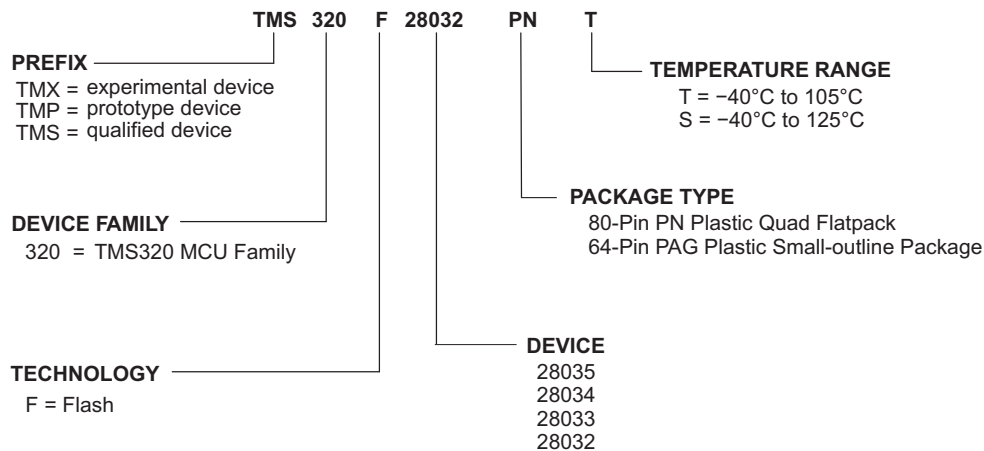 TMS 320 F 28032 PN T
PREFIX
TMX = experimental device
TMP = prototype device
TMS = qualified device
TEMPERATURE RANGE
T = −40°C to 105°C
S = −40°C to 125°C
PACKAGE TYPE
80-Pin PN Plastic Quad Flatpack
64-Pin PAG Plastic Small-outline Package
DEVICE FAMILY
320 = TMS320 MCU Family
DEVICE
28035
28034
28033
28032
TECHNOLOGY
F = Flash